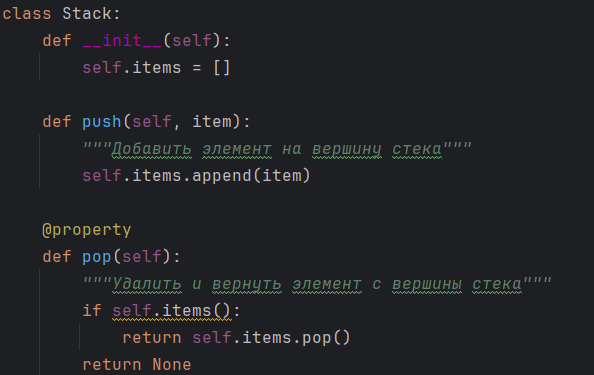 class Stack:
def __init__(self):
self.items = []
def push(self, item):
"""Добавить элемент на вершину стека"""
self.items.append(item)
@property
def pop(self):
"""Удалить и вернуть элемент с вершины стека"""
if self.items():
return self.items.pop()
return None